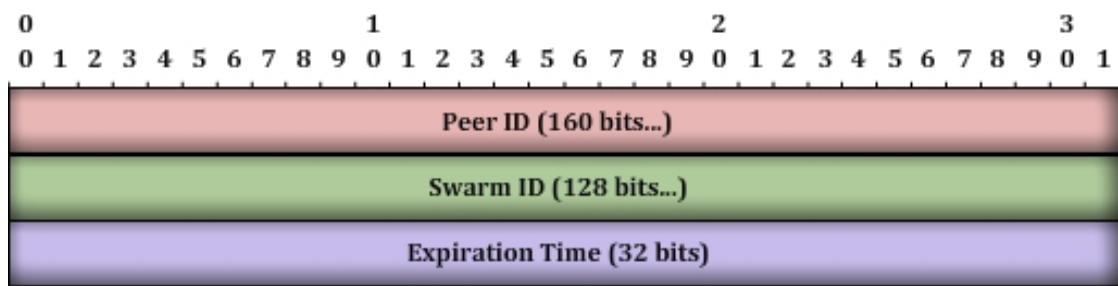 0 1 2 3
0 1 2 3 4 5 6 7 8 9 0 1 2 3 4 5 6 7 8 9 0 1 2 3 4 5 6 7 8 9 0 1
Peer ID (160 bits...)
Swarm ID (128 bits...)
Expiration Time (32 bits)